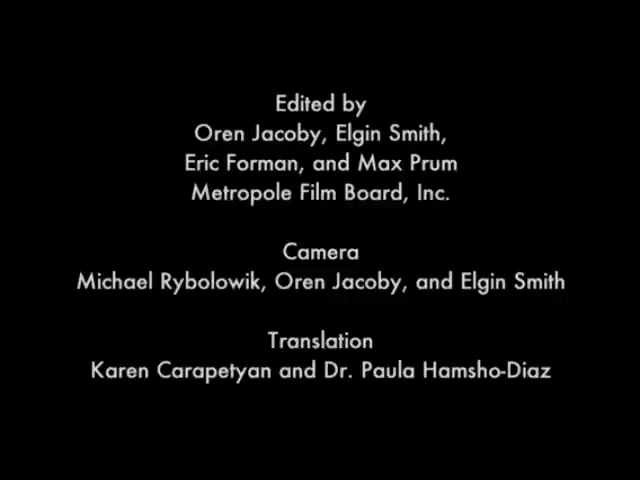 Edited by
Oren Jacoby, Elgin Smith,
Eric Forman, and Max Prum
Metropole Film Board, Inc.
Camera
Michael Rybolowik, Oren Jacoby, and Elgin Smith
Translation
Karen Carapetyan and Dr. Paula Hamsho-Diaz